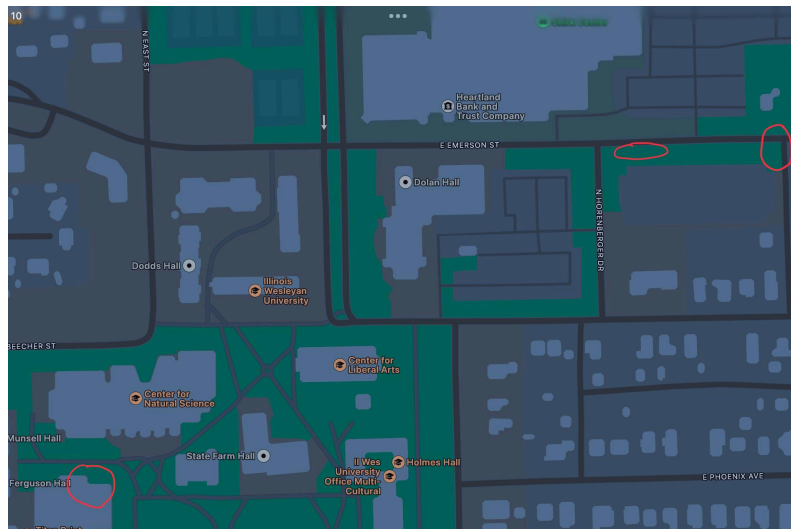 10
N EAST ST
Heartland
Bank and
Trust Company
E EMERSON ST
Dolan Hall
N HORENBERGER DR
Dodds Hall
Illinois
Wesleyan
University
BEECHER ST
Center for
Liberal Arts
Center for
Natural Science
Munsell Hall
State Farm Hall
Il Wes
University
Office Multi-
Cultural
Holmes Hall
Ferguson Hall
E PHOENIX AVE